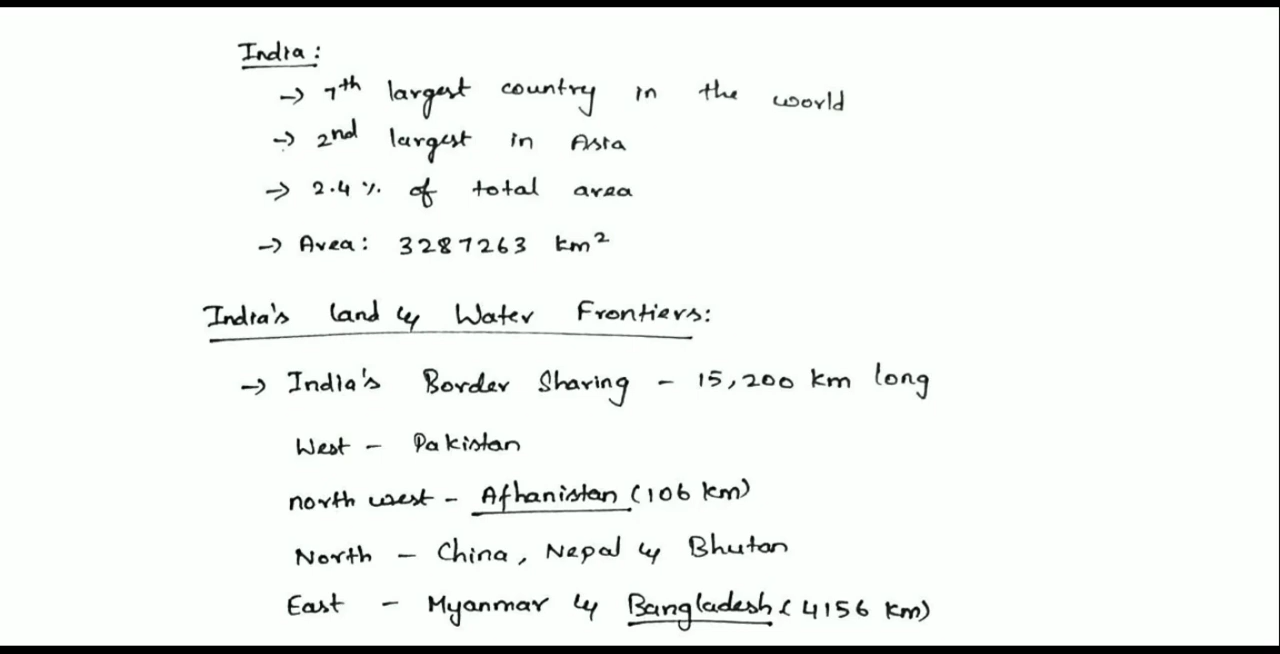 India:
→ 7th largest country in the world
→ 2nd largest in Asia
→ 2.4 % of total area
→ Area: 3287263 km²
India's land & Water Frontiers:
→ India's Border Sharing - 15,200 km long
West - Pakistan
north west - Afhanistan (106 km)
North - China, Nepal & Bhutan
East - Myanmar & Bangladesh (4156 km)